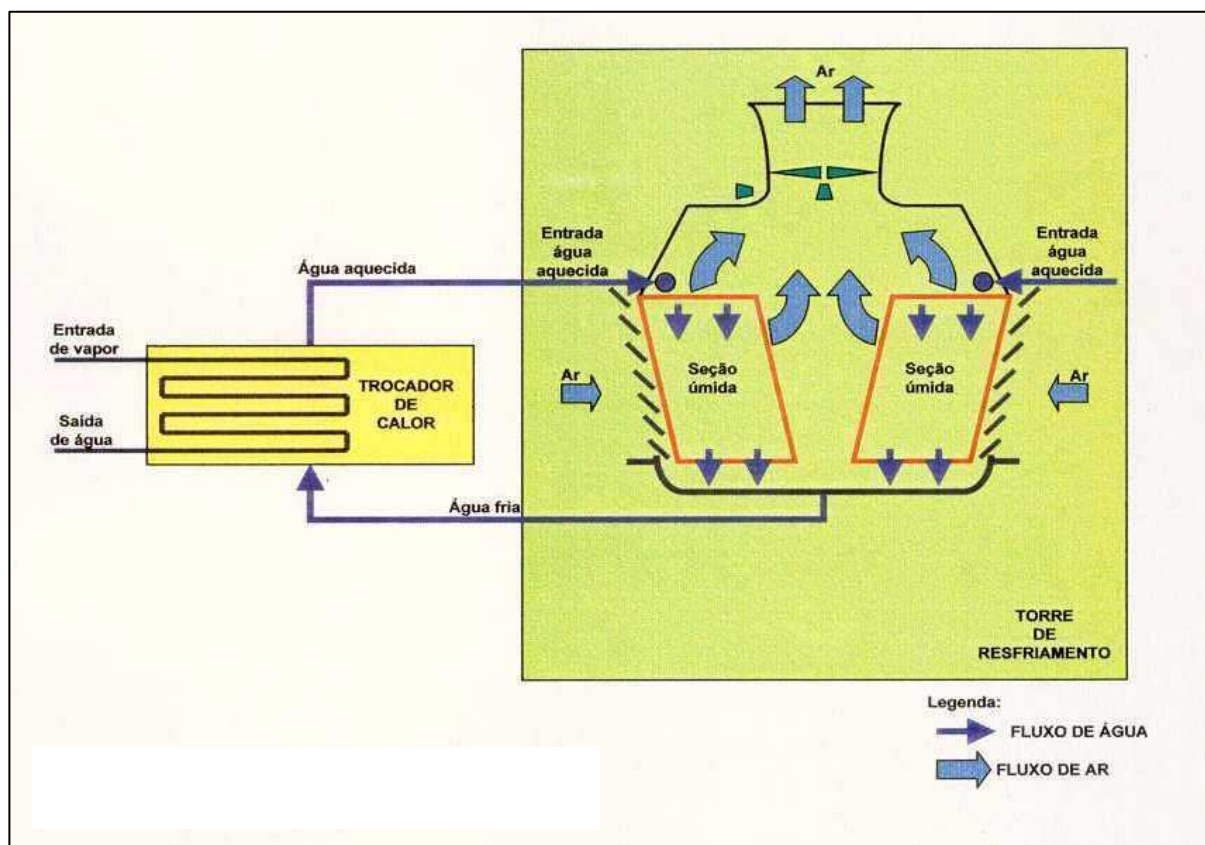 Ar
Entrada
água
aquecida
Entrada
água
aquecida
Água aquecida
Entrada
de vapor
TROCADOR
DE
CALOR
Saída
de água
Ar
Seção
úmida
Seção
úmida
Ar
Água fria
TORRE
DE
RESFRIAMENTO
Legenda:
FLUXO DE ÁGUA
FLUXO DE AR